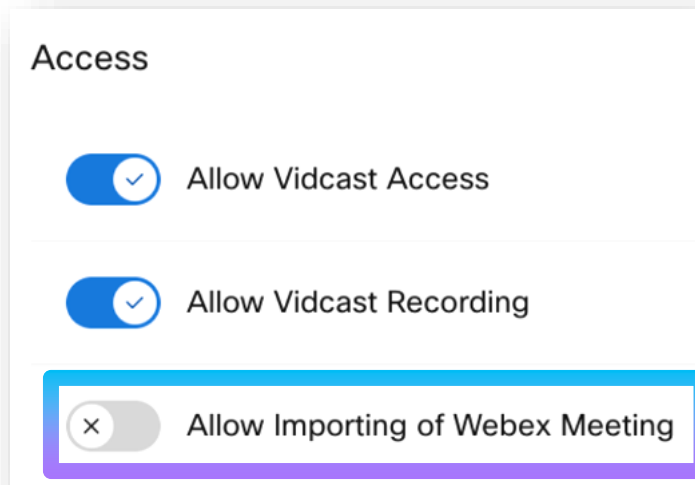 Access
Allow Vidcast Access
Allow Vidcast Recording
Allow Importing of Webex Meeting